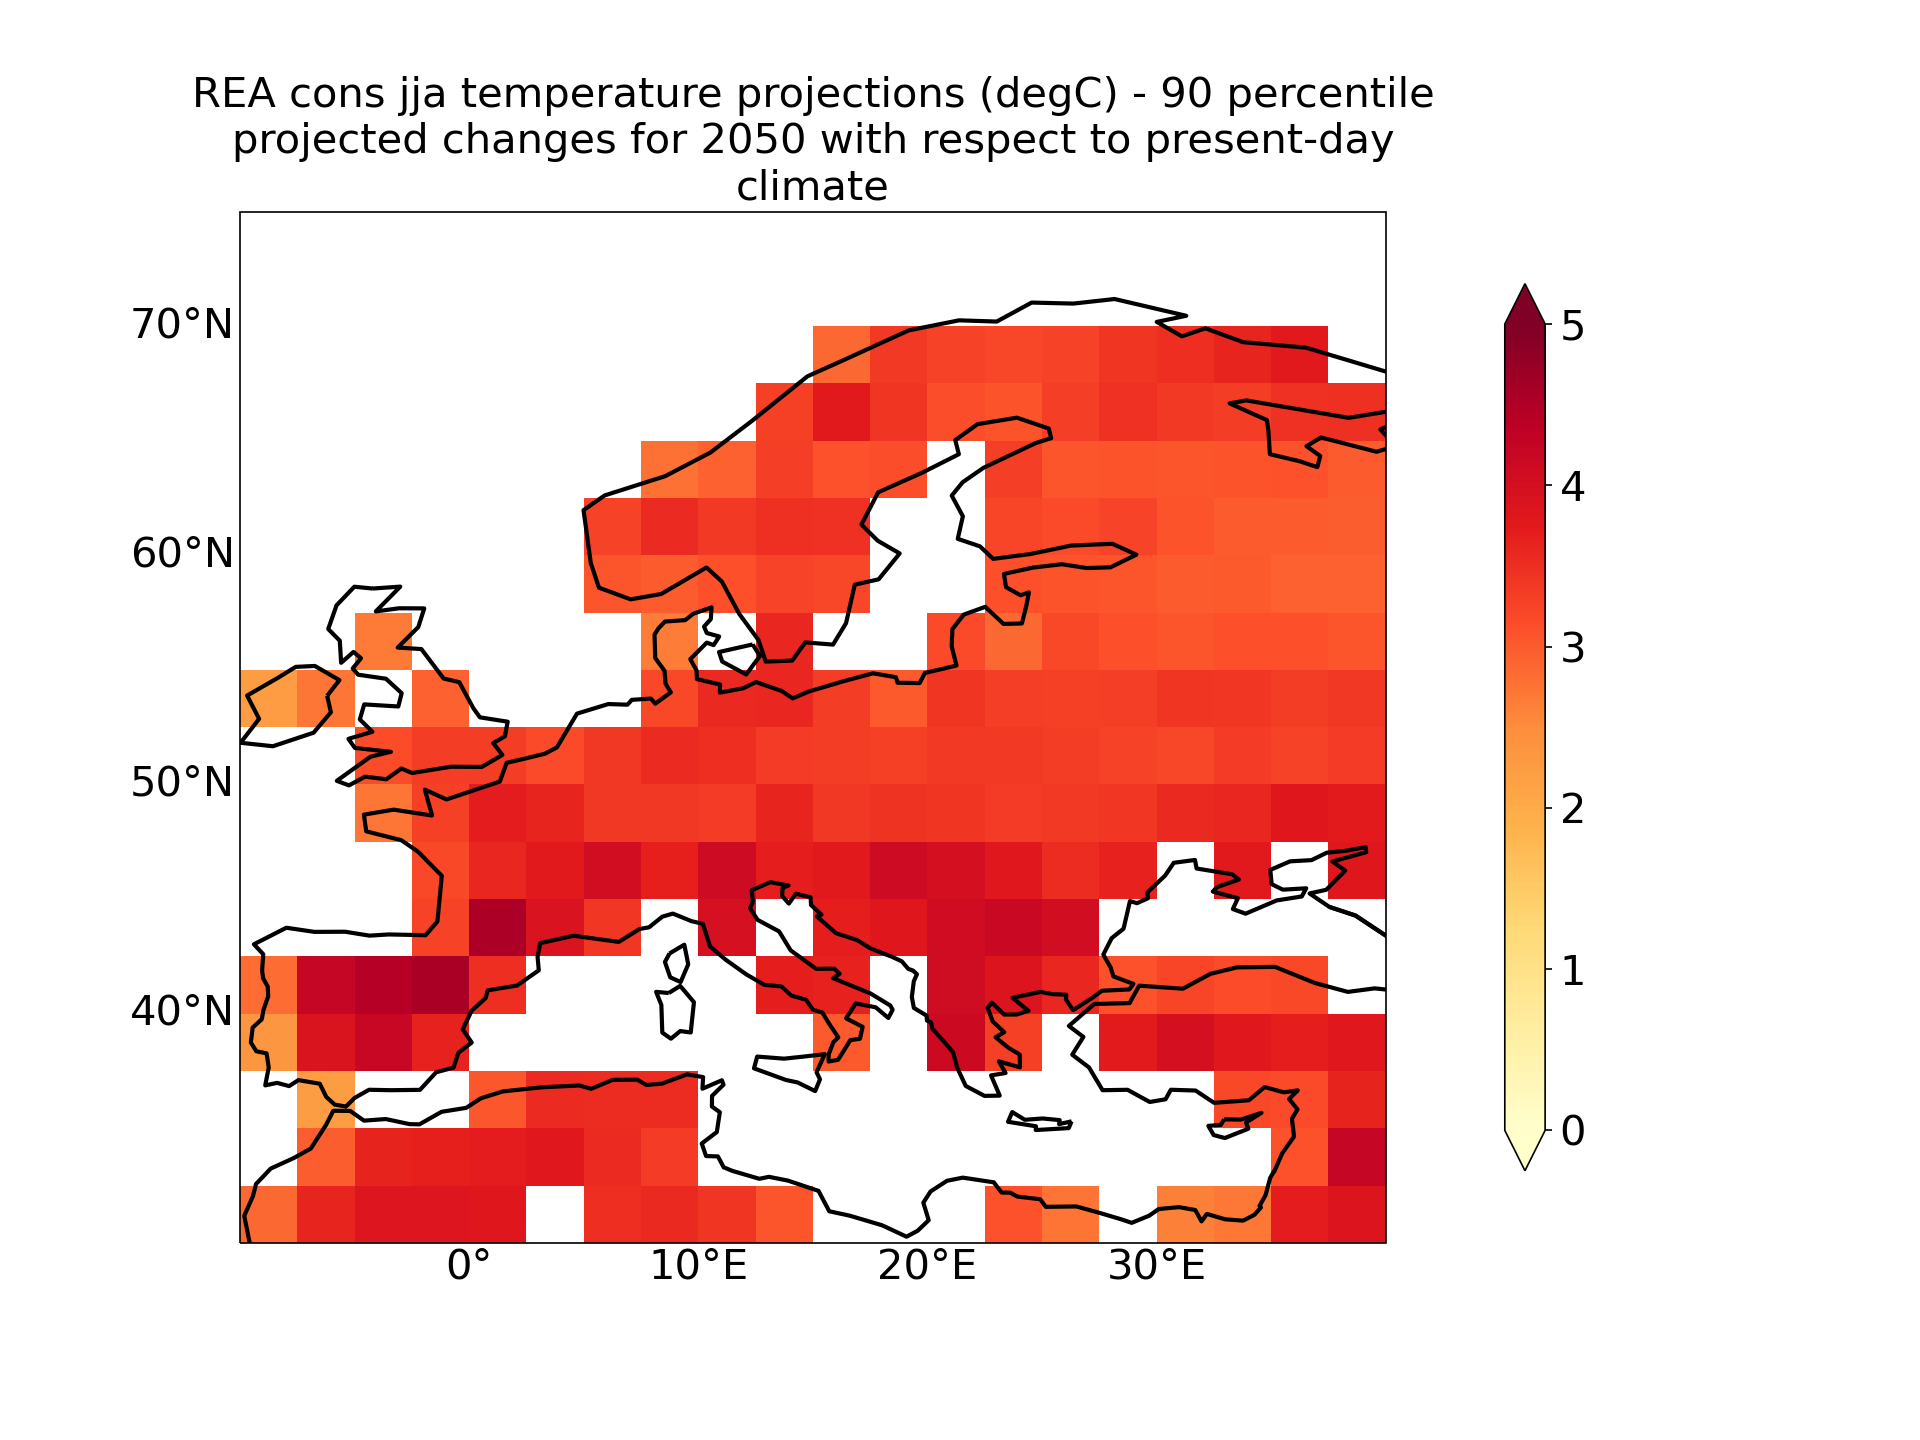 REA cons jja temperature projections (degC) - 90 percentile
projected changes for 2050 with respect to present-day
climate
70°N
60°N
50°N
40°N
0°
10°E
20°E
30°E
5
4
3
2
1
0